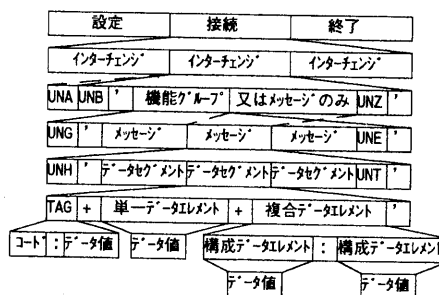 設定 接続 終了
インターチェンジ インターチェンジ インターチェンジ
UNA UNB ' 機能グループ 又はメッセージのみ UNZ '
UNG ' メッセージ メッセージ メッセージ UNE '
UNH ' データセグメント データセグメント データセグメント UNT '
TAG + 単一データエレメント + 複合データエレメント '
コード : データ値 データ値 構成データエレメント : 構成データエレメント
データ値 データ値